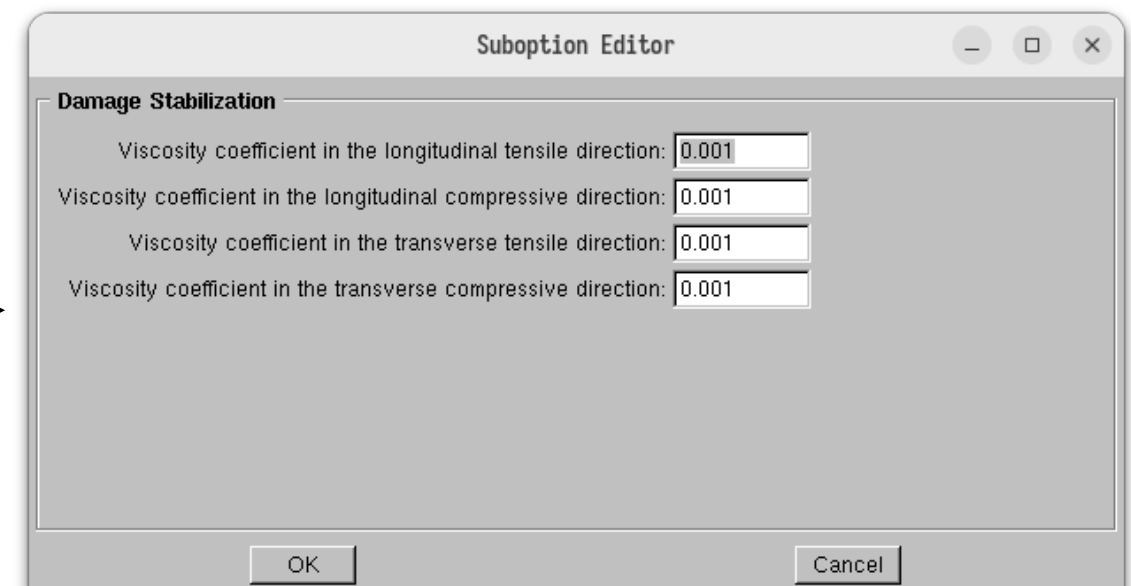 Suboption Editor
Damage Stabilization
Viscosity coefficient in the longitudinal tensile direction: 0.001
Viscosity coefficient in the longitudinal compressive direction: 0.001
Viscosity coefficient in the transverse tensile direction: 0.001
Viscosity coefficient in the transverse compressive direction: 0.001
OK Cancel